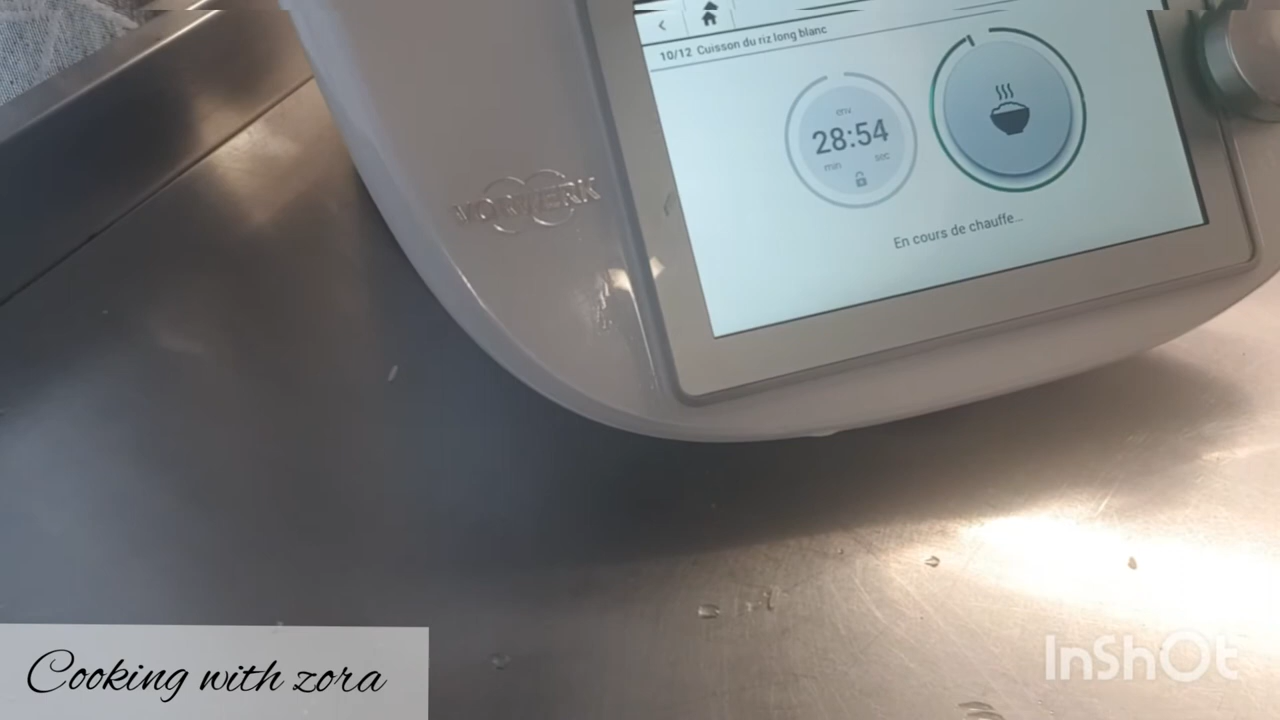 10/12 Cuisson du riz long blanc
env
28:54
min sec
En cours de chauffe...
VORWERK
Cooking with zora
InShOt